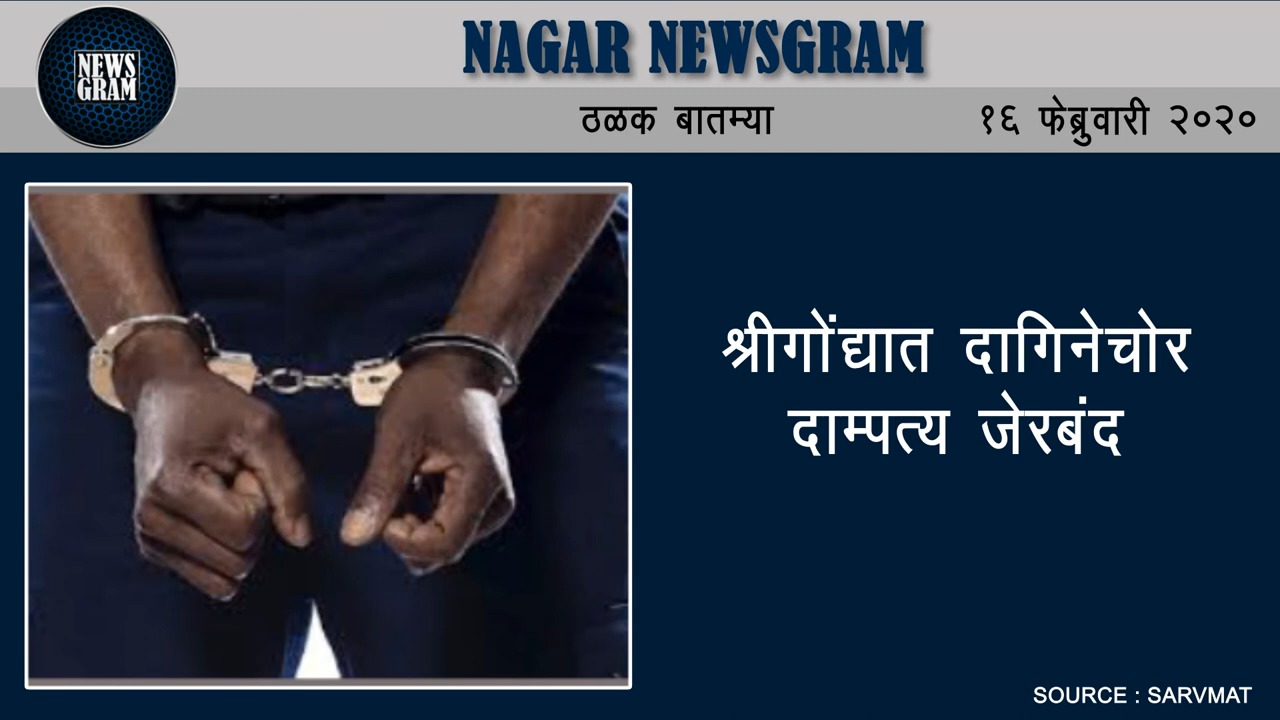 NEWS
GRAM
NAGAR NEWSGRAM
ठळक बातम्या
१६ फेब्रुवारी २०२०
श्रीगोंद्यात दागिनेचोर
दाम्पत्य जेरबंद
SOURCE : SARVMAT